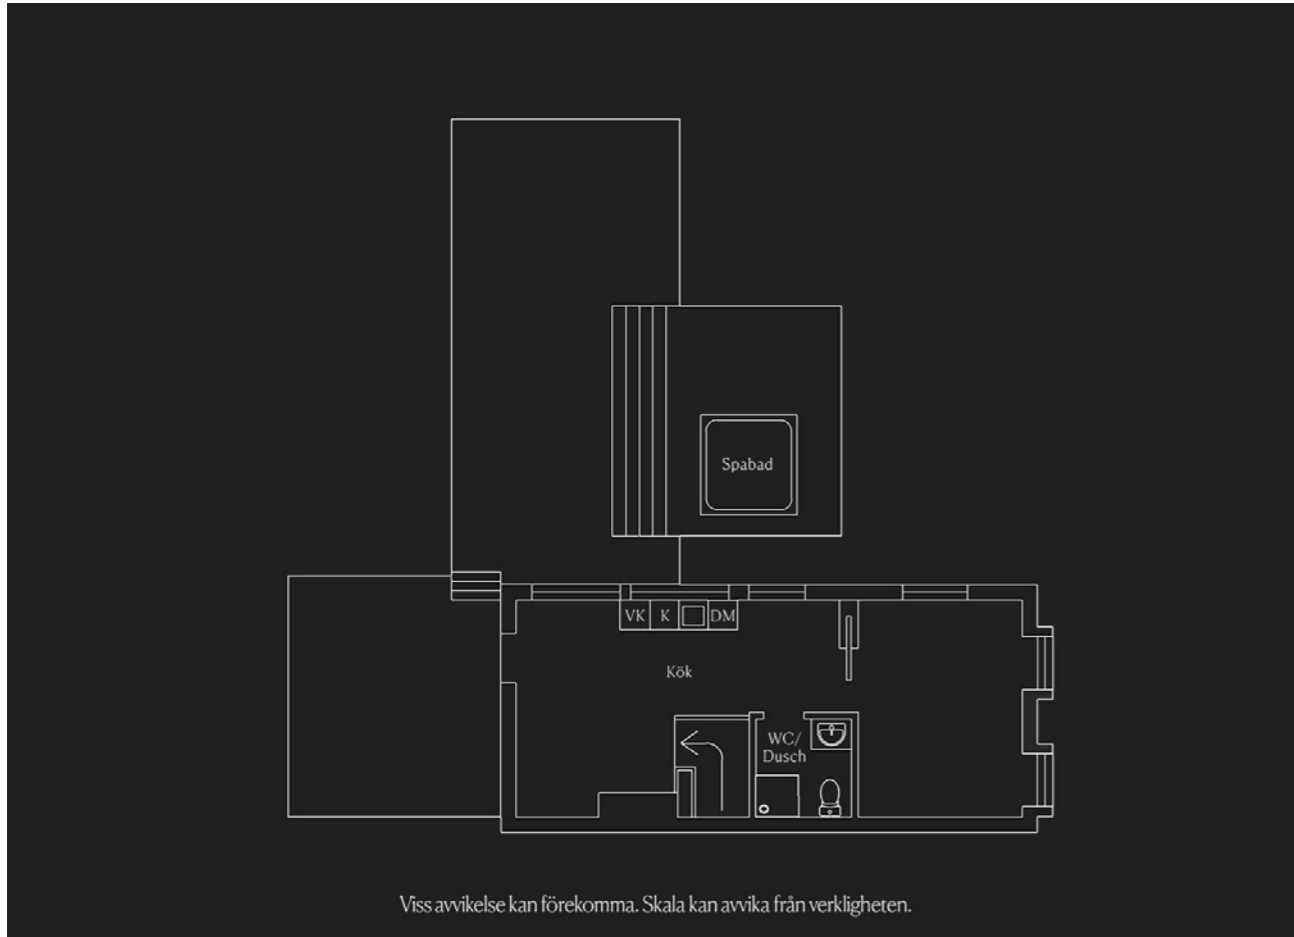 Spabad
VK K DM
Kök
WC/
Dusch
Viss avvikelse kan förekomma. Skala kan avvika från verkligheten.